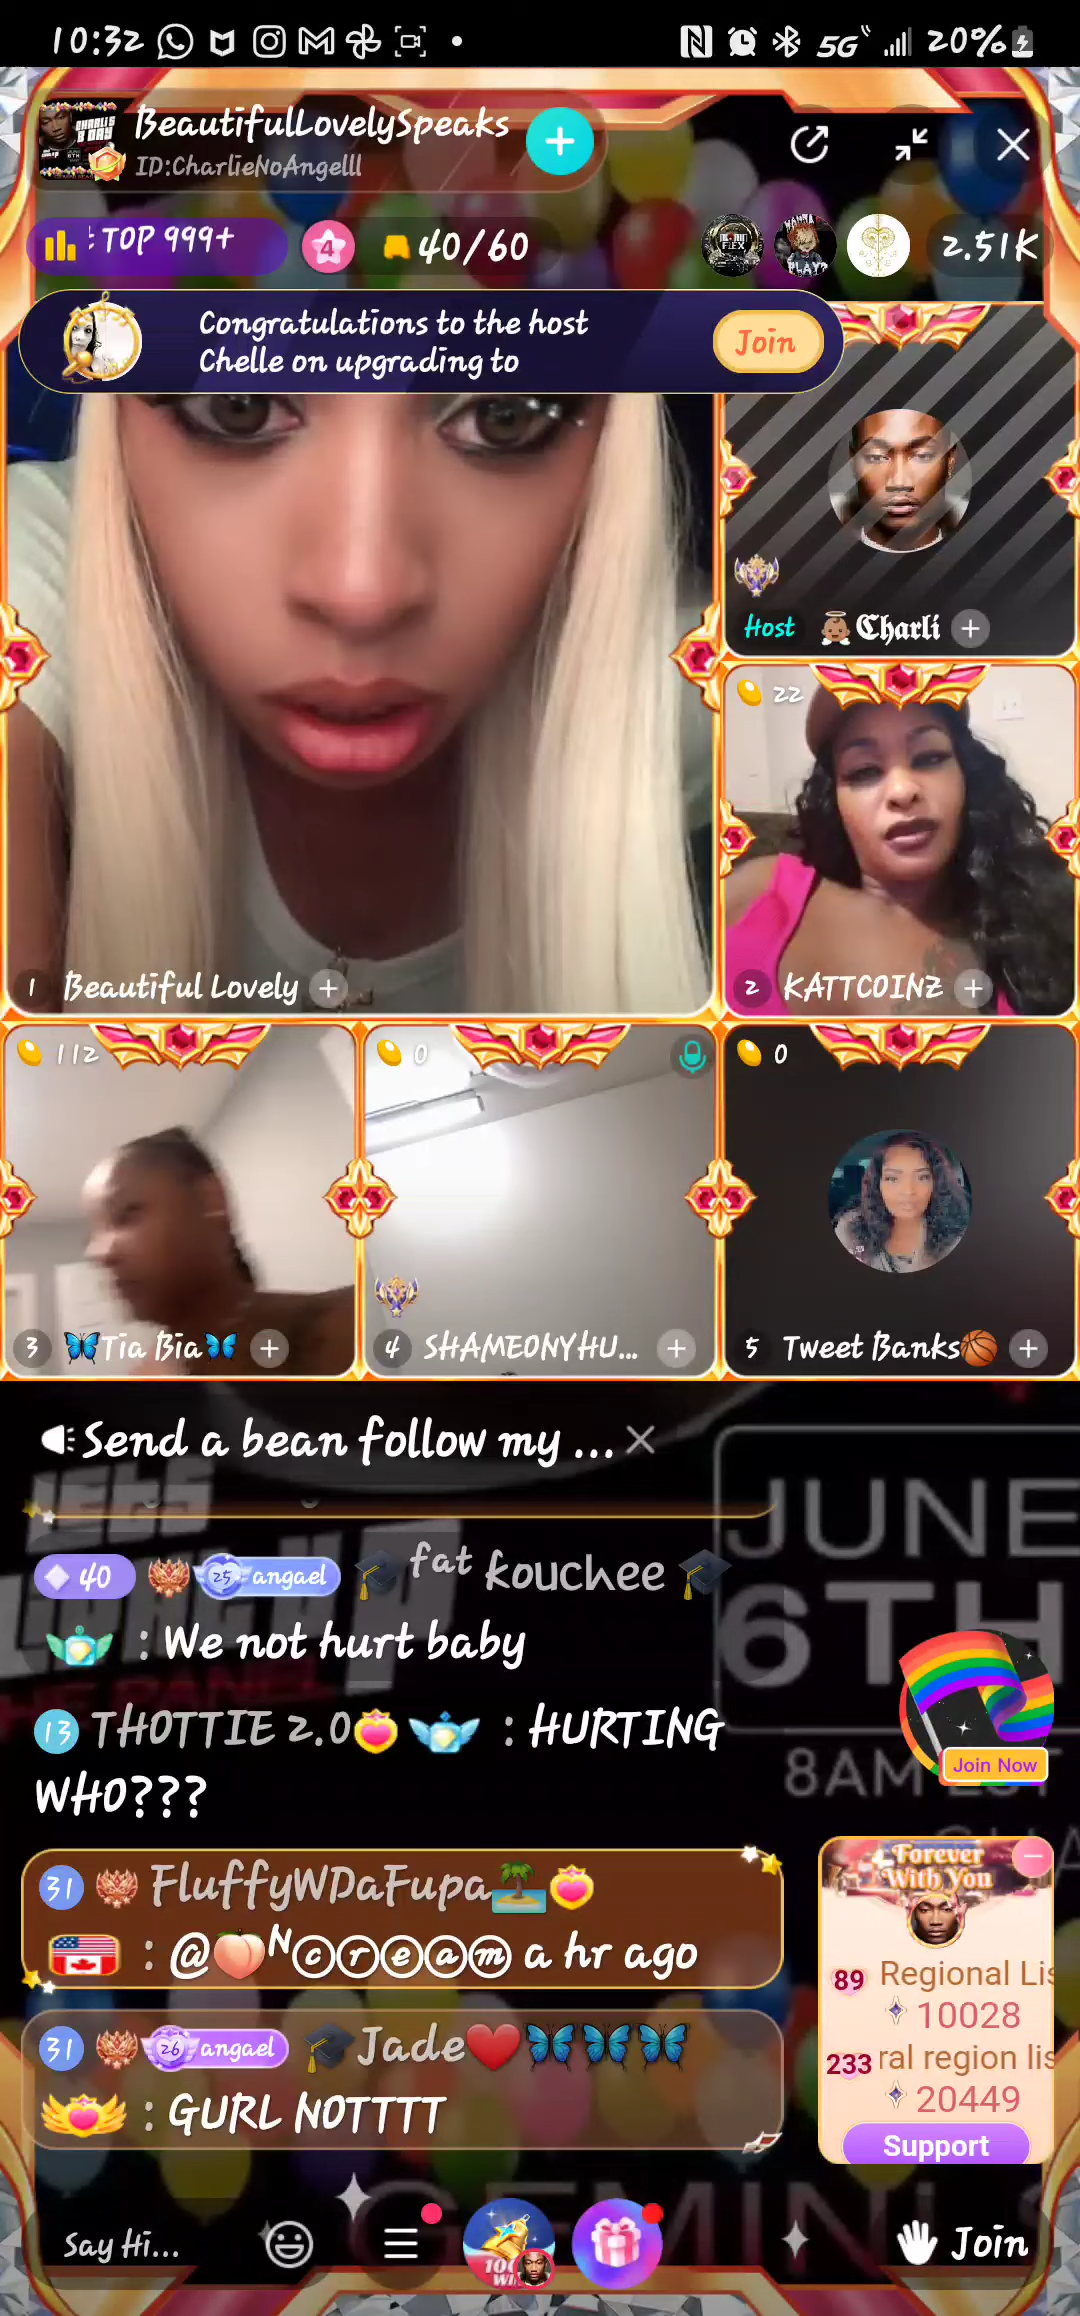 10:32
5G
20%
BeautifulLovelySpeaks
ID:CharlieNoAngelll
TOP 999+
4
40/60
2.51K
Congratulations to the host
Chelle on upgrading to
Join
Host
Charli
22
1 Beautiful Lovely
2 KATTCOINZ
112
0
0
3 Tia Bia
4 SHAMEONYHU...
5 Tweet Banks
Send a bean follow my ...
JUNE
6TH
8AM EST
40 25 angael 🎓fat kouchee🎓
: We not hurt baby
13 THOTTIE 2.0 : HURTING
WHO???
Join Now
31 FluffyWDaFupa🏝
: @🍑ᴺⓒⓡⓔⓐⓜ a hr ago
31 26 angael 🎓Jade❤🦋🦋🦋
: GURL NOTTTT
Forever
With You
89 Regional Lis
10028
233 ral region lis
20449
Support
GEMINI S
Say Hi...
Join